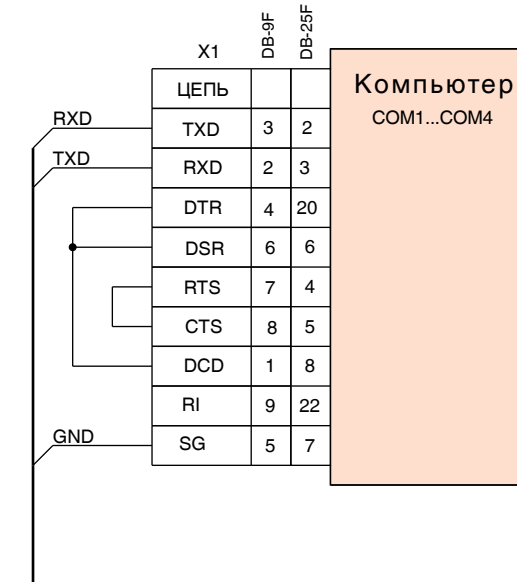 X1 DB-9F DB-25F
Компьютер
COM1...COM4
ЦЕПЬ
RXD TXD 3 2
TXD RXD 2 3
DTR 4 20
DSR 6 6
RTS 7 4
CTS 8 5
DCD 1 8
RI 9 22
GND SG 5 7